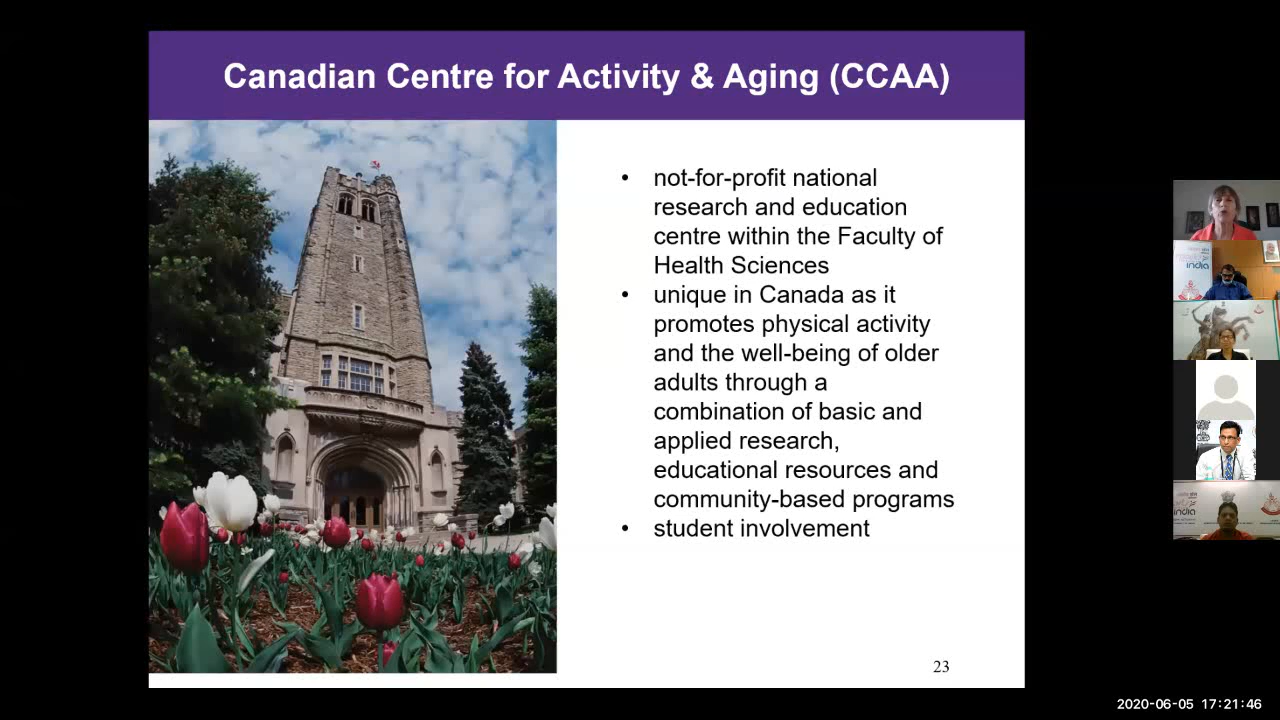 Canadian Centre for Activity & Aging (CCAA)
• not-for-profit national
research and education
centre within the Faculty of
Health Sciences
• unique in Canada as it
promotes physical activity
and the well-being of older
adults through a
combination of basic and
applied research,
educational resources and
community-based programs
• student involvement
23
india
india
2020-06-05 17:21:46